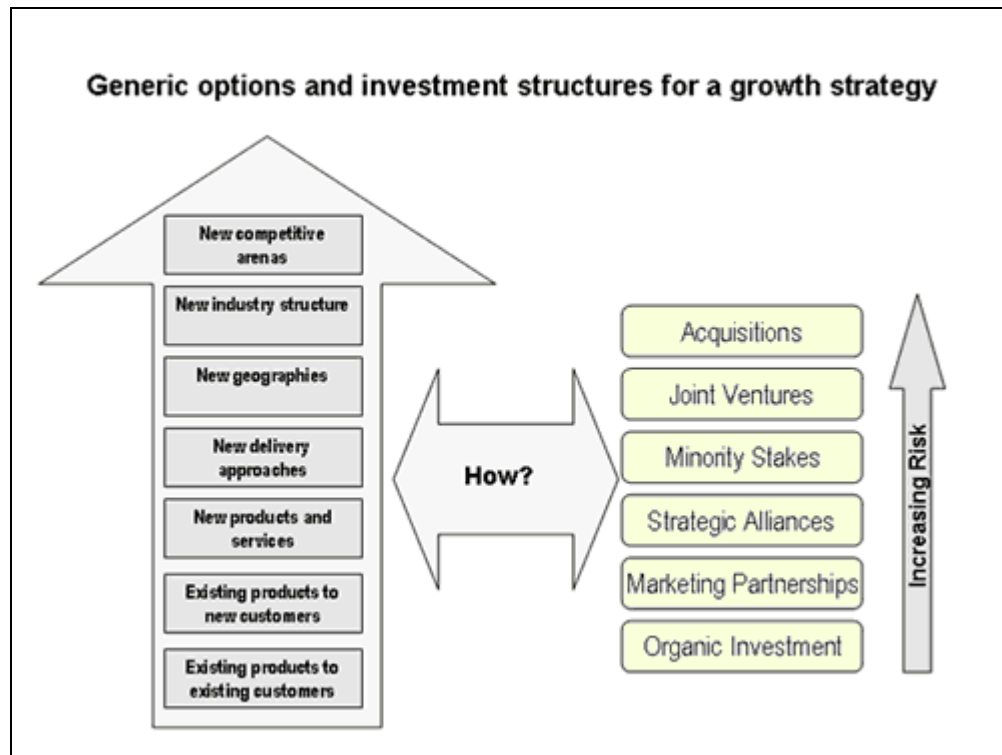 Generic options and investment structures for a growth strategy
New competitive
arenas
New industry structure
New geographies
New delivery
approaches
New products and
services
Existing products to
new customers
Existing products to
existing customers
How?
Acquisitions
Joint Ventures
Minority Stakes
Strategic Alliances
Marketing Partnerships
Organic Investment
Increasing Risk